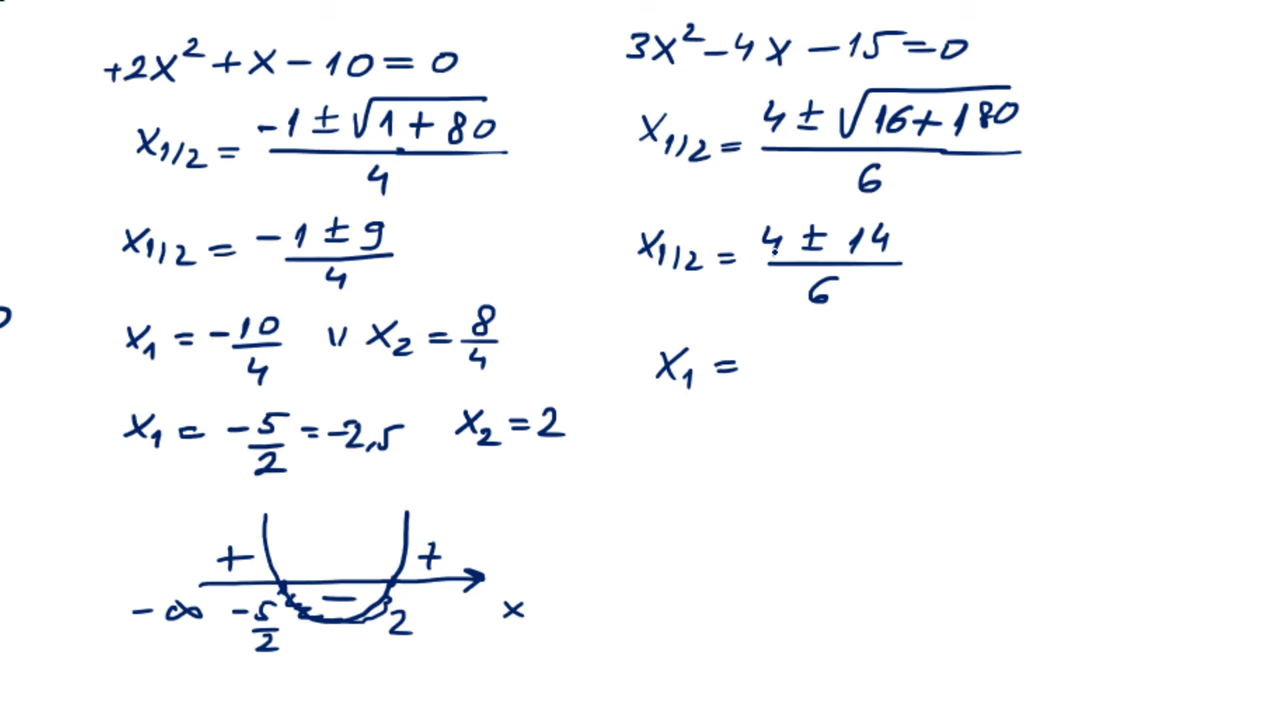 +2x² + x - 10 = 0
x₁/₂ = (-1 ± √(1 + 80))/4
x₁/₂ = (-1 ± 9)/4
x₁ = -10/4 ∨ x₂ = 8/4
x₁ = -5/2 = -2,5 x₂ = 2
+ - +
-∞ -5/2 2 x
3x² - 4x - 15 = 0
x₁/₂ = (4 ± √(16 + 180))/6
x₁/₂ = (4 ± 14)/6
x₁ =